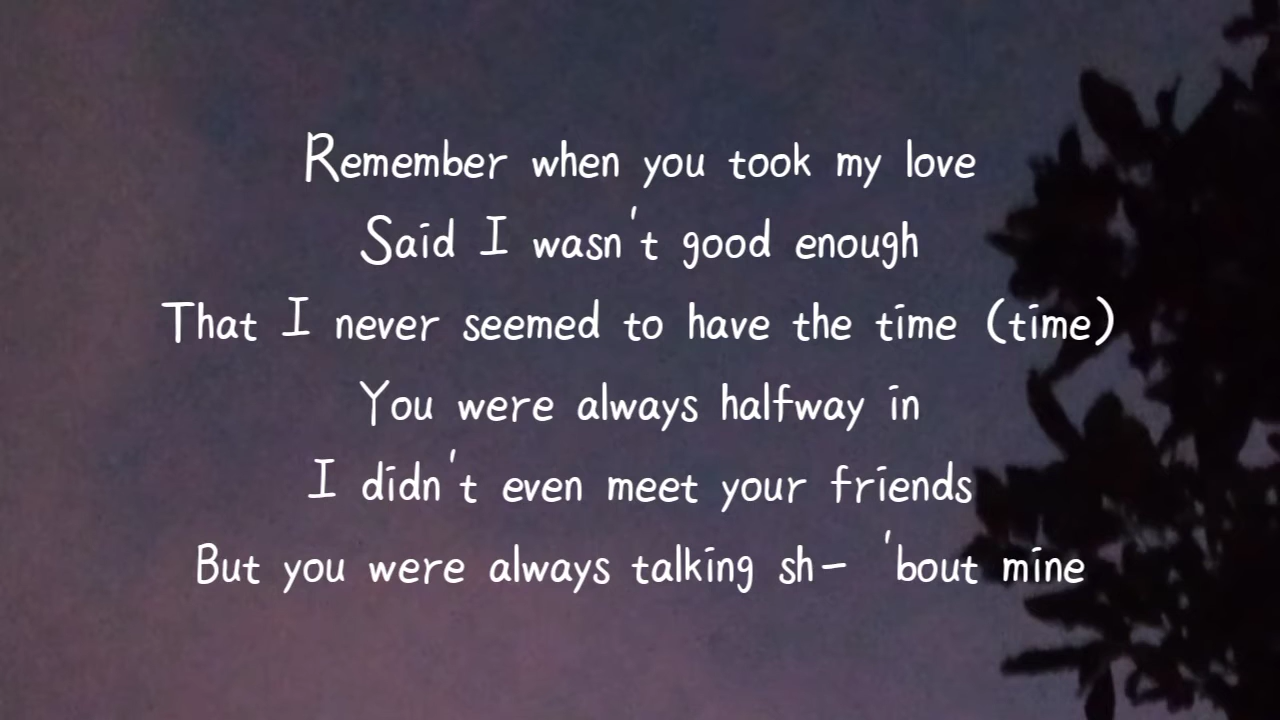 Remember when you took my love
Said I wasn't good enough
That I never seemed to have the time (time)
You were always halfway in
I didn't even meet your friends
But you were always talking sh- 'bout mine